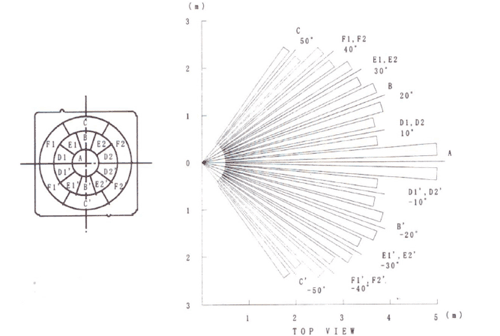 (m)
3
2
1
0
1
2
3
1 2 3 4 5 (m)
TOP VIEW
C
50°
F1,F2
40°
E1,E2
30°
B
20°
D1,D2
10°
A
D1',D2'
-10°
B'
-20°
E1',E2'
-30°
F1',F2'
-40°
C'
-50°
C
F1 B F2
E1 E2
D1 A D2
D1' D2'
E1' B' E2'
F1' F2'
C'